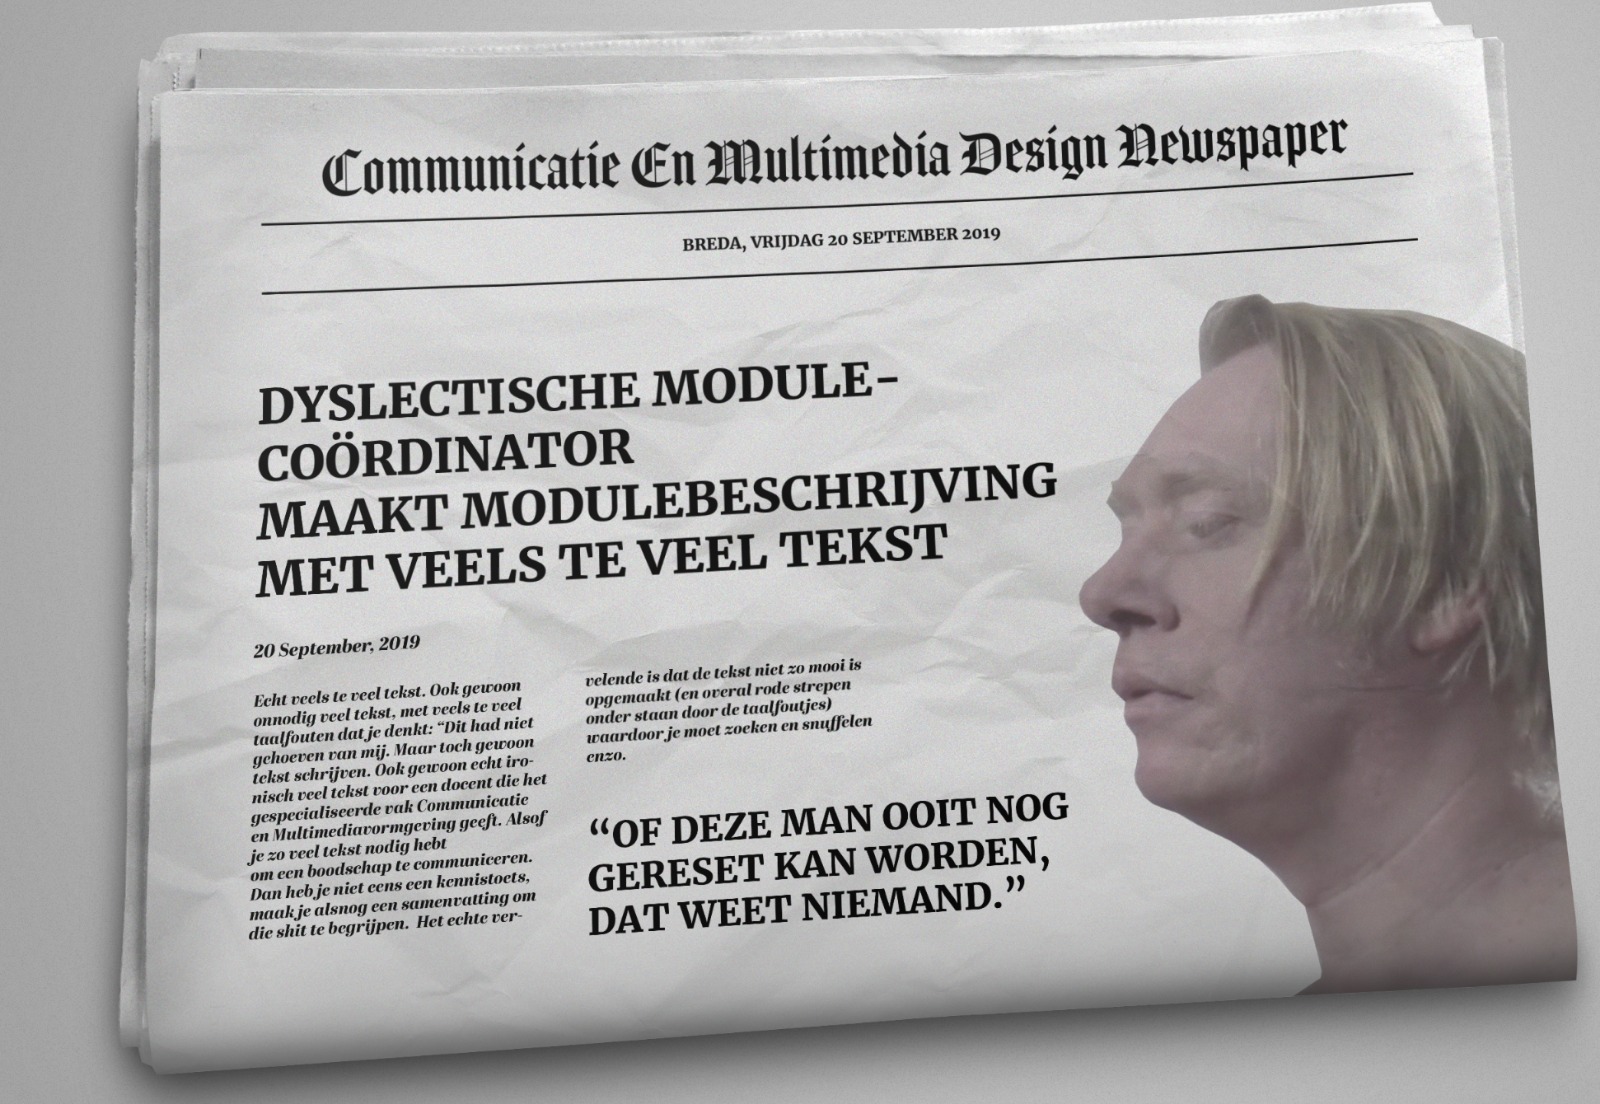 Communicatie En Multimedia Design Newspaper
BREDA, VRIJDAG 20 SEPTEMBER 2019
DYSLECTISCHE MODULE-
COÖRDINATOR
MAAKT MODULEBESCHRIJVING
MET VEELS TE VEEL TEKST
20 September, 2019
Echt veels te veel tekst. Ook gewoon
onnodig veel tekst, met veels te veel
taalfouten dat je denkt: “Dit had niet
gehoeven van mij. Maar toch gewoon
tekst schrijven. Ook gewoon echt iro-
nisch veel tekst voor een docent die het
gespecialiseerde vak Communicatie
en Multimediavormgeving geeft. Alsof
je zo veel tekst nodig hebt
om een boodschap te communiceren.
Dan heb je niet eens een kennistoets,
maak je alsnog een samenvatting om
die shit te begrijpen. Het echte ver-
velende is dat de tekst niet zo mooi is
opgemaakt (en overal rode strepen
onder staan door de taalfoutjes)
waardoor je moet zoeken en snuffelen
enzo.
“OF DEZE MAN OOIT NOG
GERESET KAN WORDEN,
DAT WEET NIEMAND.”